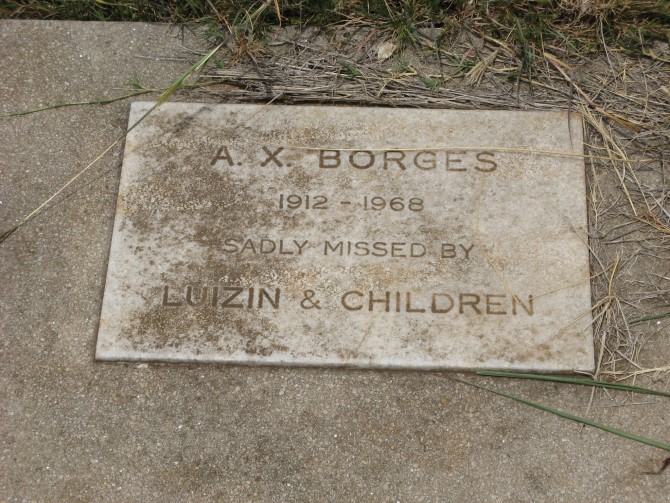 A. X. BORGES
1912 - 1968
SADLY MISSED BY
LUIZIN & CHILDREN